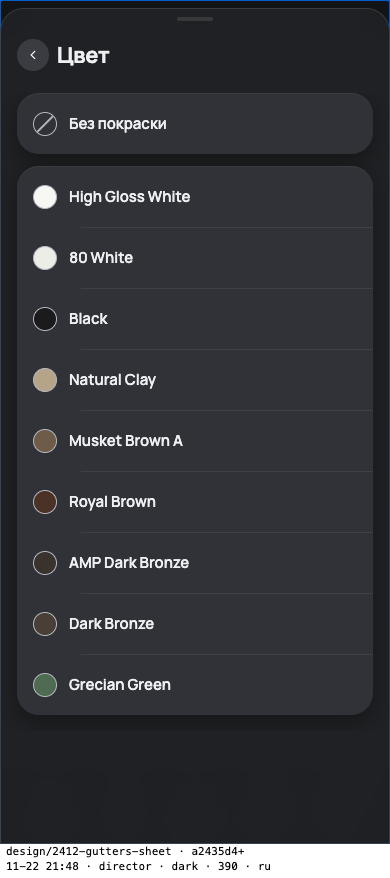 Цвет
Без покраски
High Gloss White
80 White
Black
Natural Clay
Musket Brown A
Royal Brown
AMP Dark Bronze
Dark Bronze
Grecian Green
design/2412-gutters-sheet · a2435d4+
11-22 21:48 · director · dark · 390 · ru